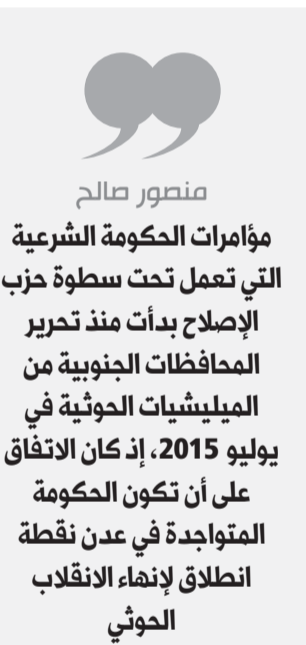 منصور صالح
مؤامرات الحكومة الشرعية
التي تعمل تحت سطوة حزب
الإصلاح بدأت منذ تحرير
المحافظات الجنوبية من
الميليشيات الحوثية في
يوليو 2015، إذ كان الاتفاق
على أن تكون الحكومة
المتواجدة في عدن نقطة
انطلاق لإنهاء الانقلاب
الحوثي